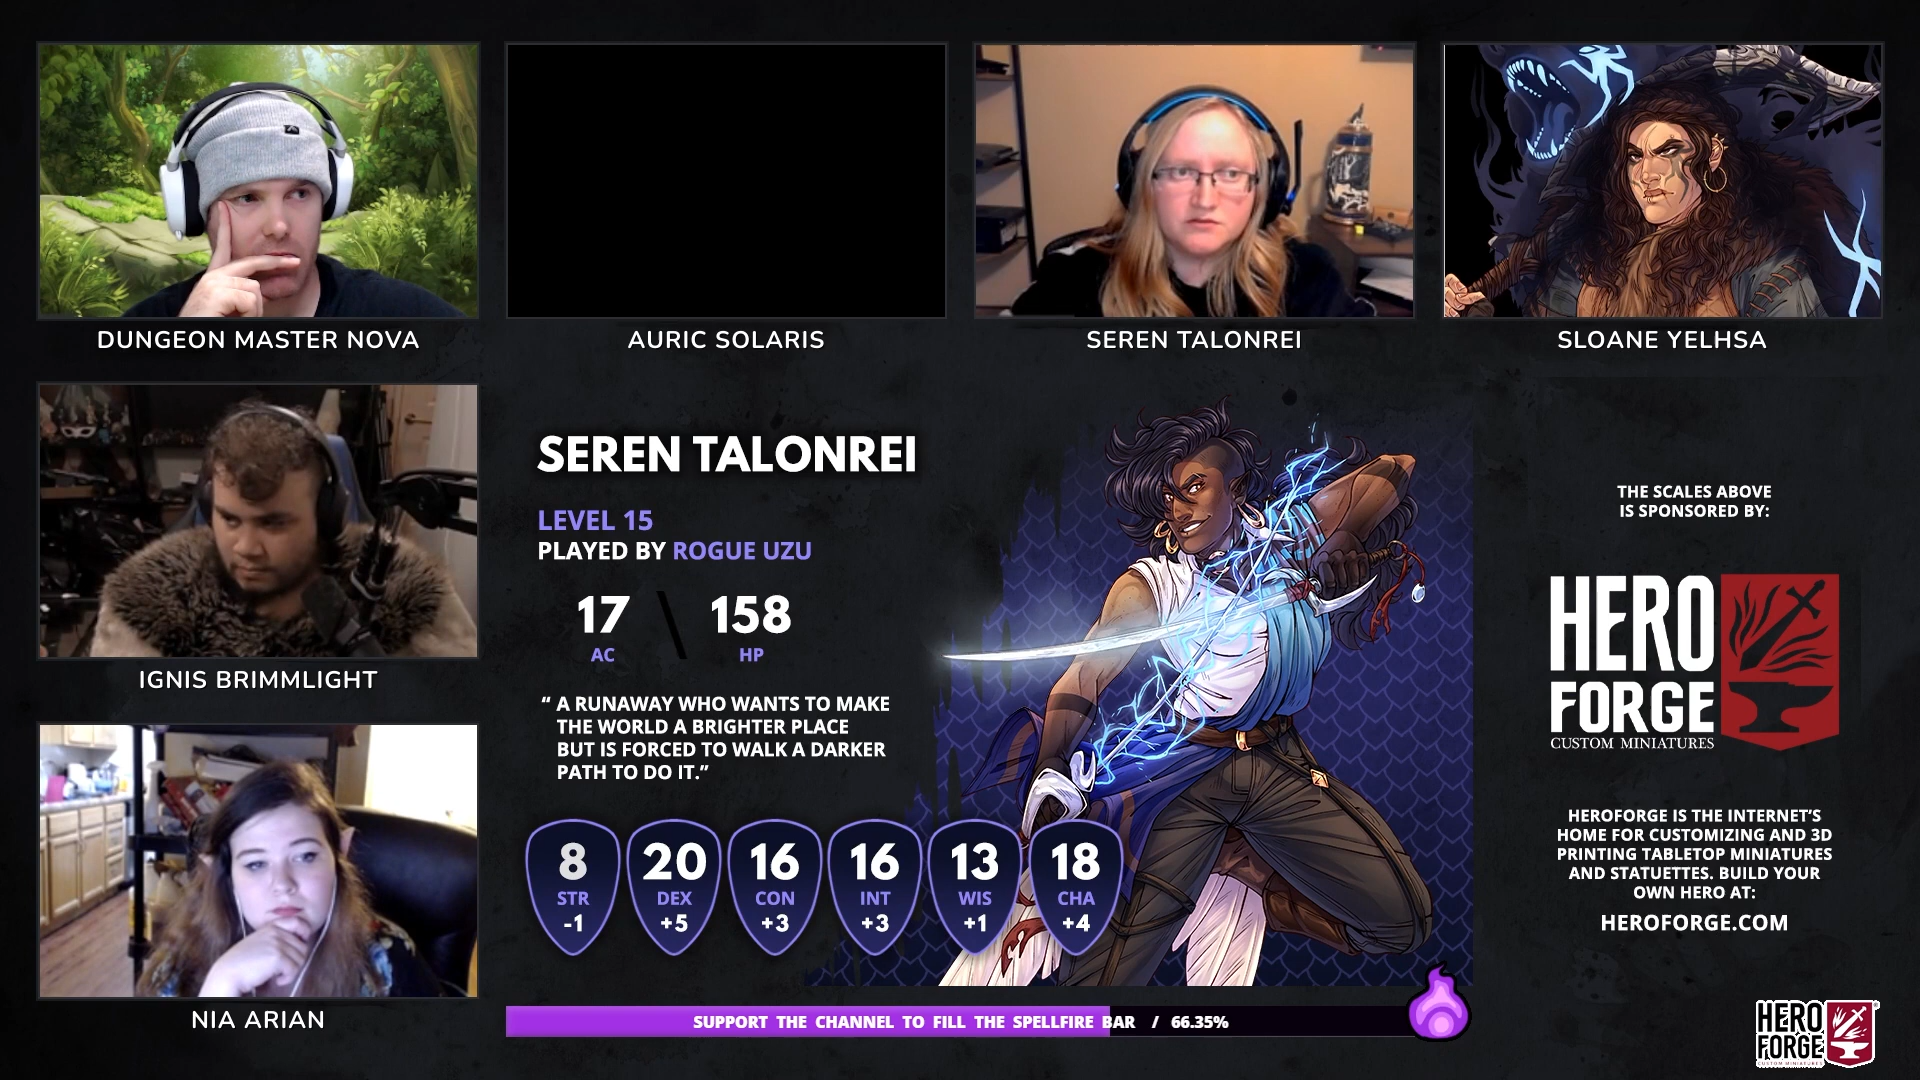 DUNGEON MASTER NOVA
AURIC SOLARIS
SEREN TALONREI
SLOANE YELHSA
IGNIS BRIMMLIGHT
NIA ARIAN
SEREN TALONREI
LEVEL 15
PLAYED BY ROGUE UZU
17
AC
158
HP
“ A RUNAWAY WHO WANTS TO MAKE
THE WORLD A BRIGHTER PLACE
BUT IS FORCED TO WALK A DARKER
PATH TO DO IT.”
8
STR
-1
20
DEX
+5
16
CON
+3
16
INT
+3
13
WIS
+1
18
CHA
+4
SUPPORT THE CHANNEL TO FILL THE SPELLFIRE BAR / 66.35%
THE SCALES ABOVE
IS SPONSORED BY:
HERO
FORGE
CUSTOM MINIATURES
HEROFORGE IS THE INTERNET’S
HOME FOR CUSTOMIZING AND 3D
PRINTING TABLETOP MINIATURES
AND STATUETTES. BUILD YOUR
OWN HERO AT:
HEROFORGE.COM
HERO
FORGE
CUSTOM MINIATURES